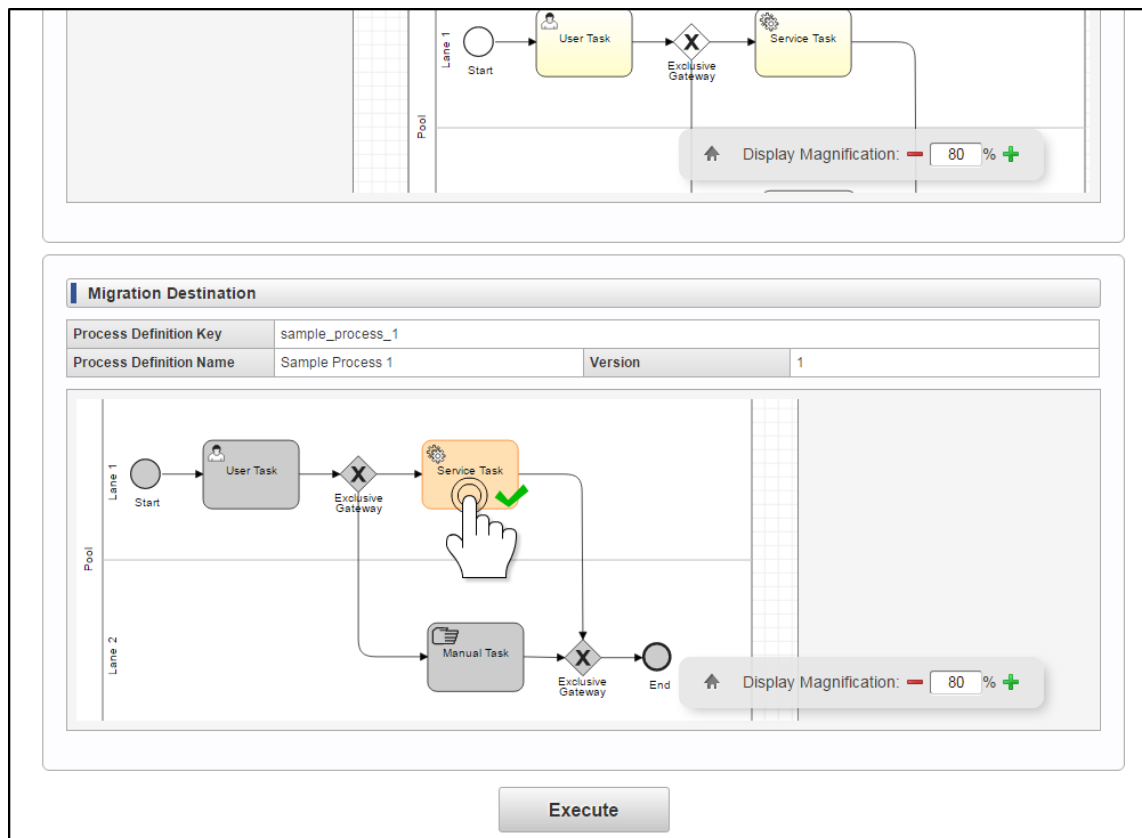 Lane 1
Start
User Task
X
Exclusive
Gateway
Service Task
Pool
Display Magnification: 80 %
Migration Destination
Process Definition Key sample_process_1
Process Definition Name Sample Process 1 Version 1
Pool
Lane 1
Start
User Task
X
Exclusive
Gateway
Service Task
Lane 2
Manual Task
X
Exclusive
Gateway
End
Display Magnification: 80 %
Execute